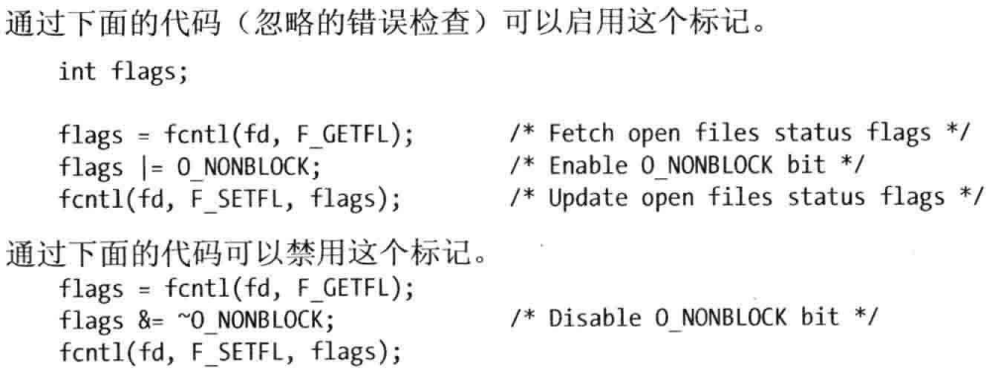 通过下面的代码（忽略的错误检查）可以启用这个标记。
int flags;
flags = fcntl(fd, F_GETFL);          /* Fetch open files status flags */
flags |= O_NONBLOCK;                 /* Enable O_NONBLOCK bit */
fcntl(fd, F_SETFL, flags);           /* Update open files status flags */
通过下面的代码可以禁用这个标记。
flags = fcntl(fd, F_GETFL);
flags &= ~O_NONBLOCK;                /* Disable O_NONBLOCK bit */
fcntl(fd, F_SETFL, flags);